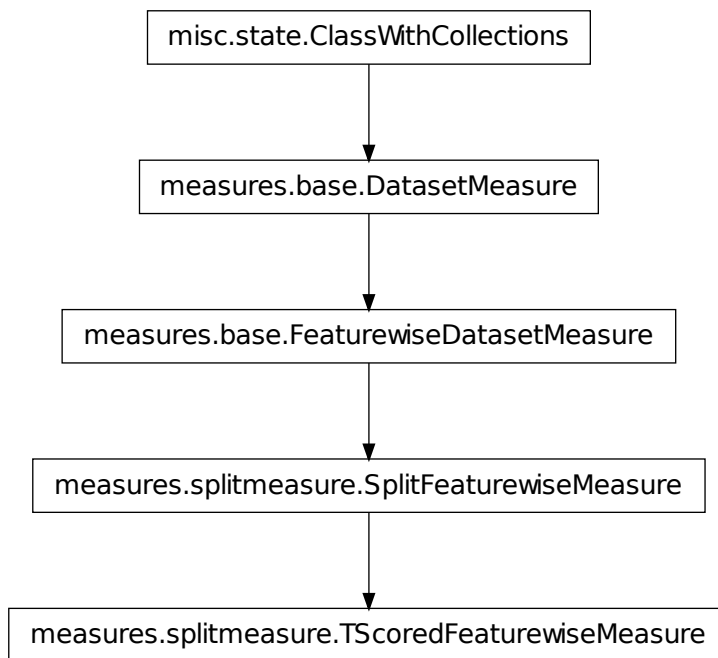 misc.state.ClassWithCollections
measures.base.DatasetMeasure
measures.base.FeaturewiseDatasetMeasure
measures.splitmeasure.SplitFeaturewiseMeasure
measures.splitmeasure.TScoredFeaturewiseMeasure